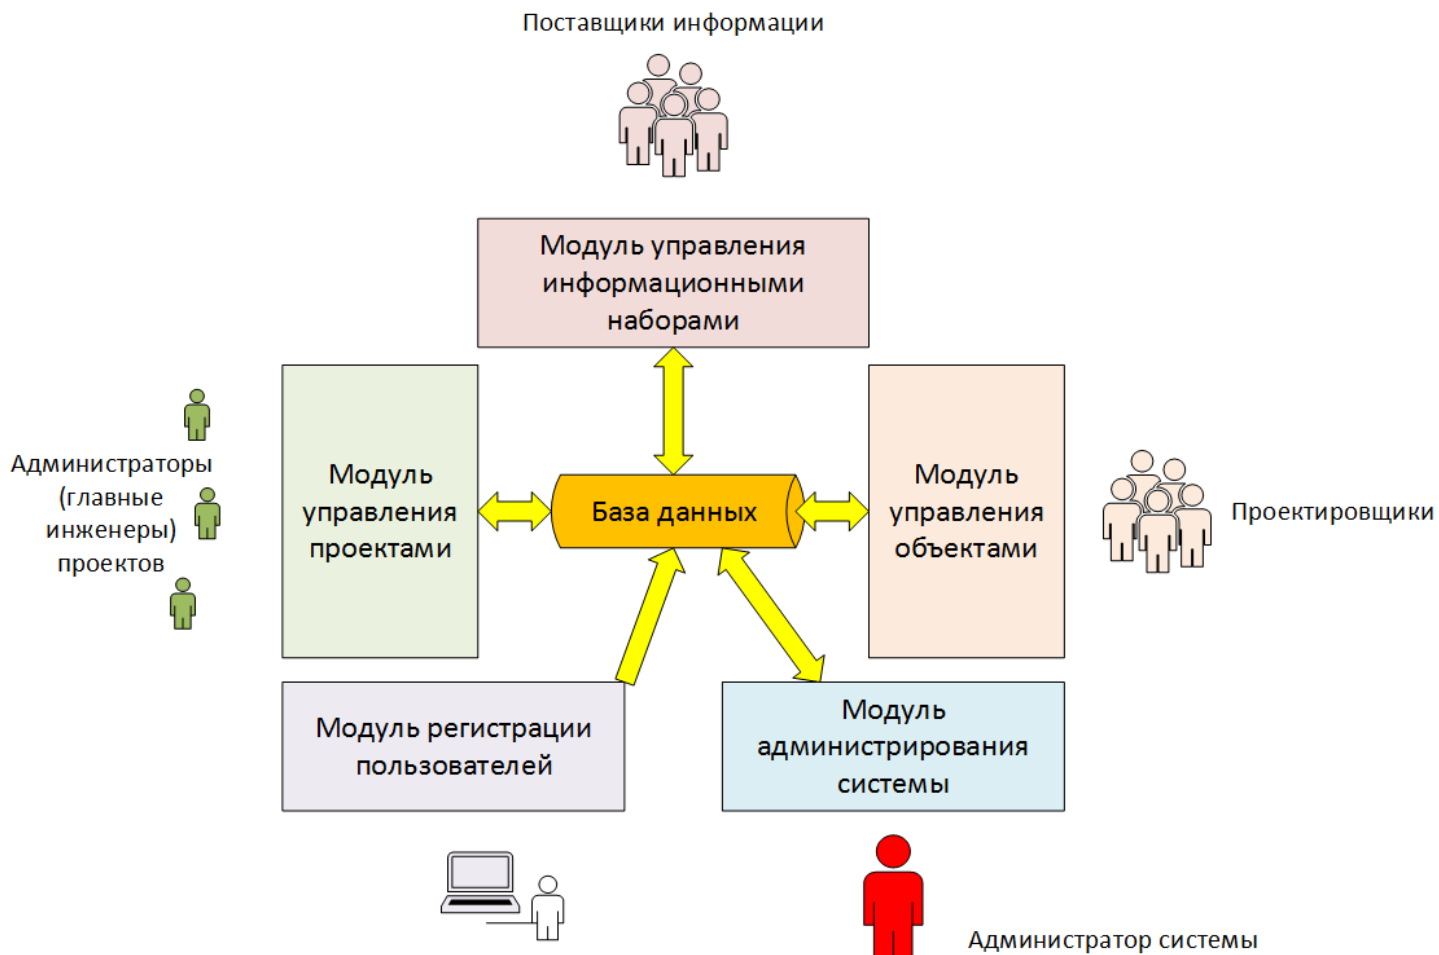 Поставщики информации
Модуль управления
информационными
наборами
Администраторы
(главные
инженеры)
проектов
Модуль
управления
проектами
База данных
Модуль
управления
объектами
Проектировщики
Модуль регистрации
пользователей
Модуль
администрирования
системы
Администратор системы